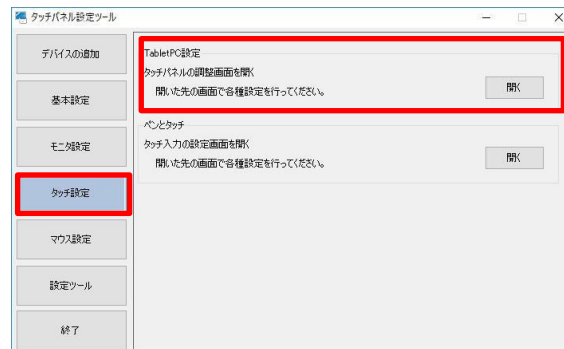 タッチパネル設定ツール
デバイスの追加
基本設定
モニタ設定
タッチ設定
マウス設定
設定ツール
終了
TabletPC設定
タッチパネルの調整画面を開く
開いた先の画面で各種設定を行ってください。
開く
ペンとタッチ
タッチ入力の設定画面を開く
開いた先の画面で各種設定を行ってください。
開く